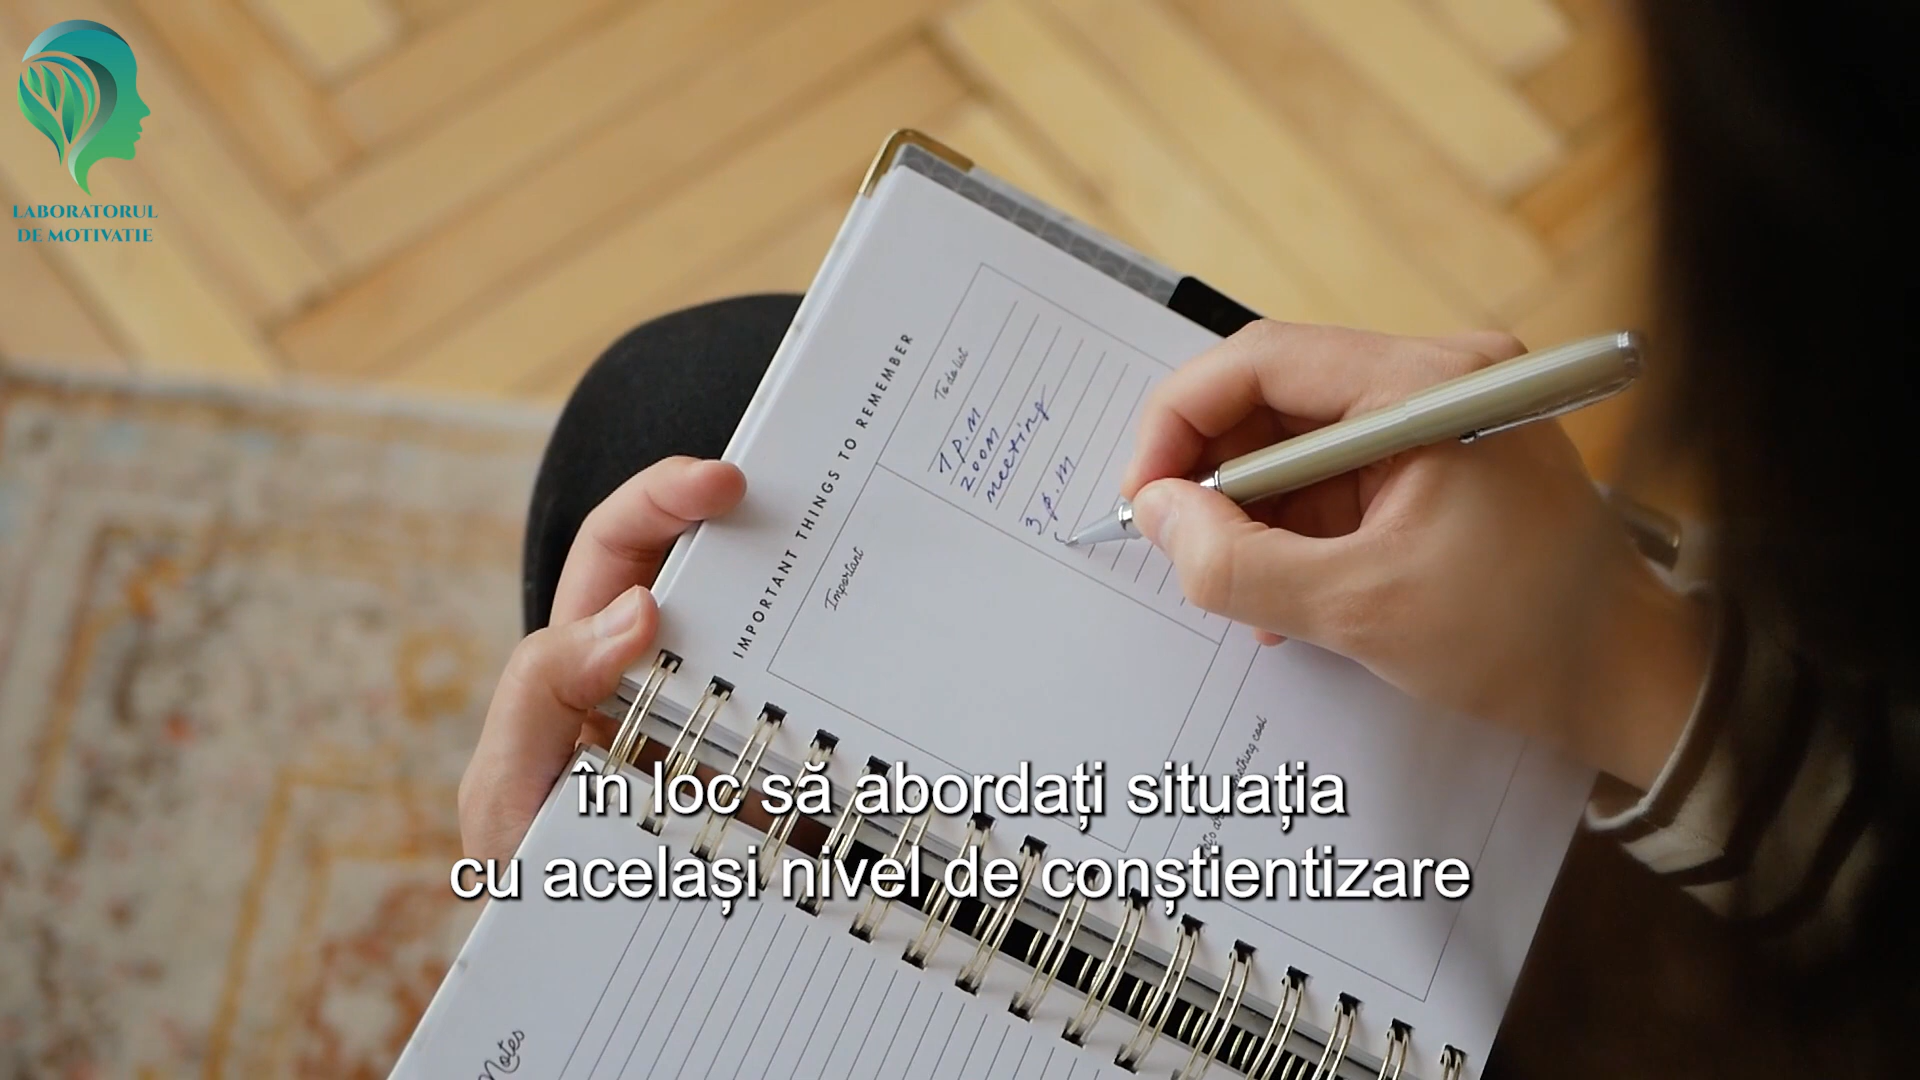 LABORATORUL
DE MOTIVATIE
IMPORTANT THINGS TO REMEMBER
To do list
1 p.m
zoom
meeting
3 p.m
Important
în loc să abordați situația
cu același nivel de conștientizare
Notes